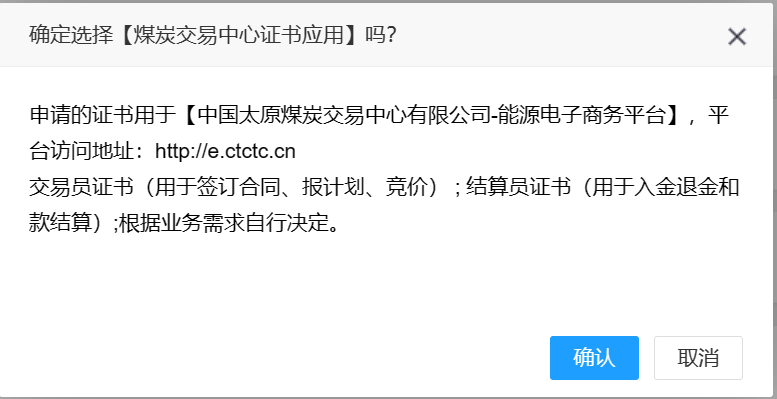 确定选择【煤炭交易中心证书应用】吗?
申请的证书用于【中国太原煤炭交易中心有限公司-能源电子商务平台】，平
台访问地址：http://e.ctctc.cn
交易员证书（用于签订合同、报计划、竞价）; 结算员证书（用于入金退金和
款结算）;根据业务需求自行决定。
确认
取消